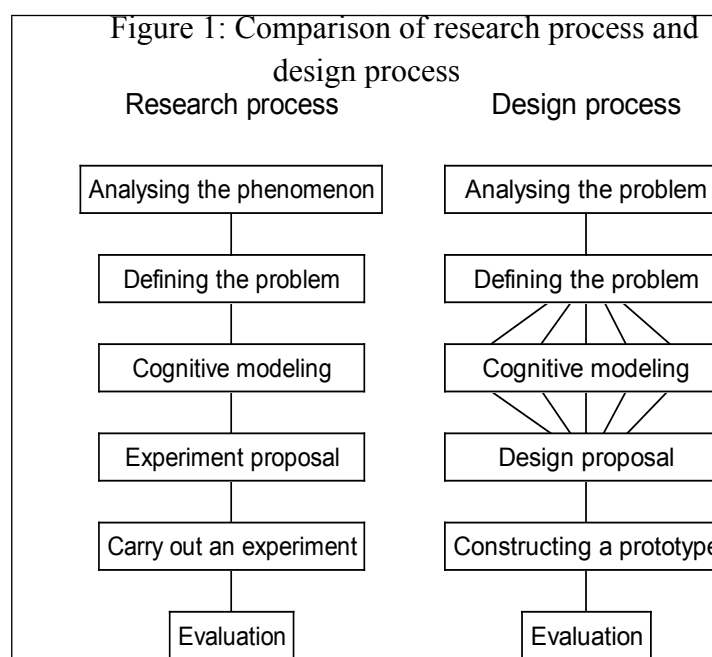 Figure 1: Comparison of research process and
design process
Research process
Analysing the phenomenon
Defining the problem
Cognitive modeling
Experiment proposal
Carry out an experiment
Evaluation
Design process
Analysing the problem
Defining the problem
Cognitive modeling
Design proposal
Constructing a prototype
Evaluation